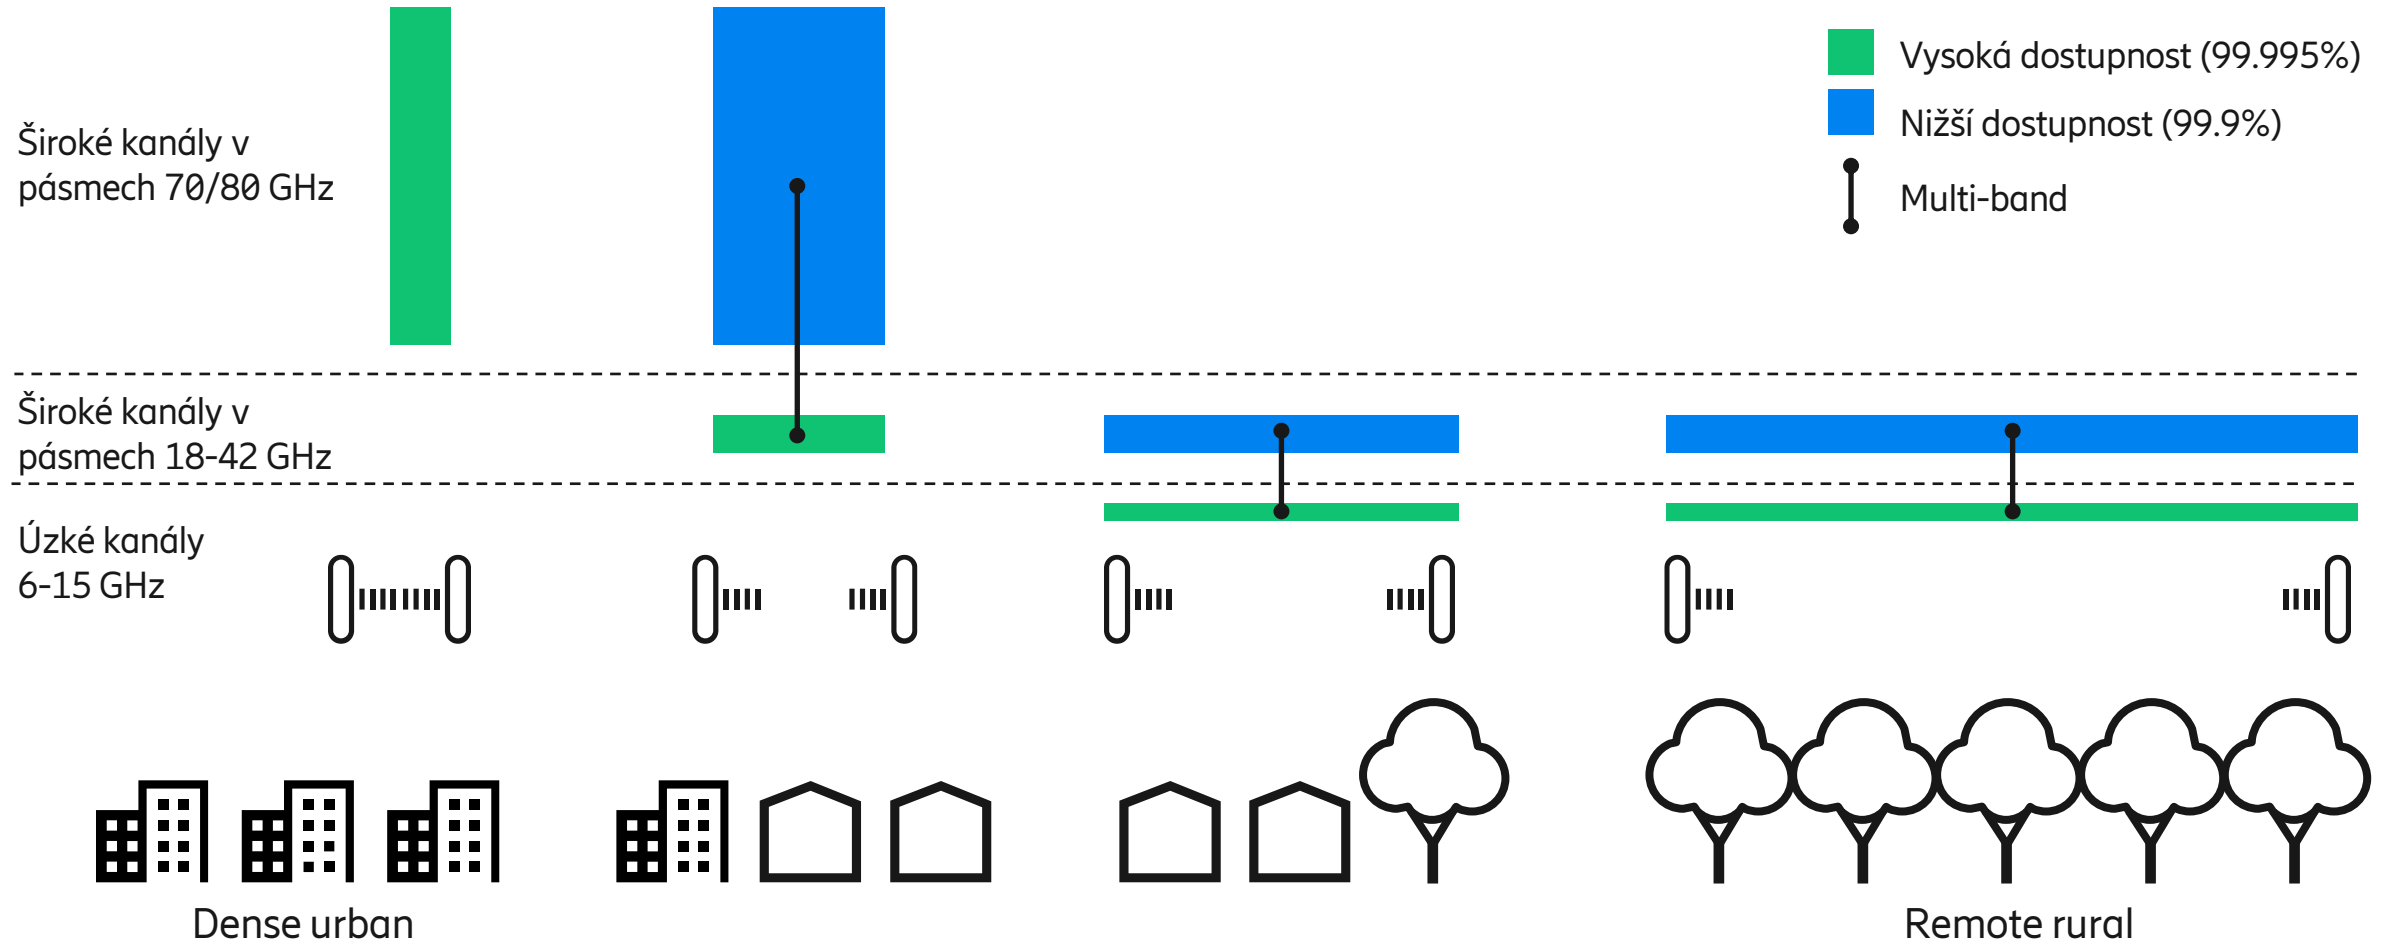 Vysoká dostupnost (99.995%)
Nižší dostupnost (99.9%)
Multi-band
Široké kanály v
pásmech 70/80 GHz
Široké kanály v
pásmech 18-42 GHz
Úzké kanály
6-15 GHz
Dense urban
Remote rural